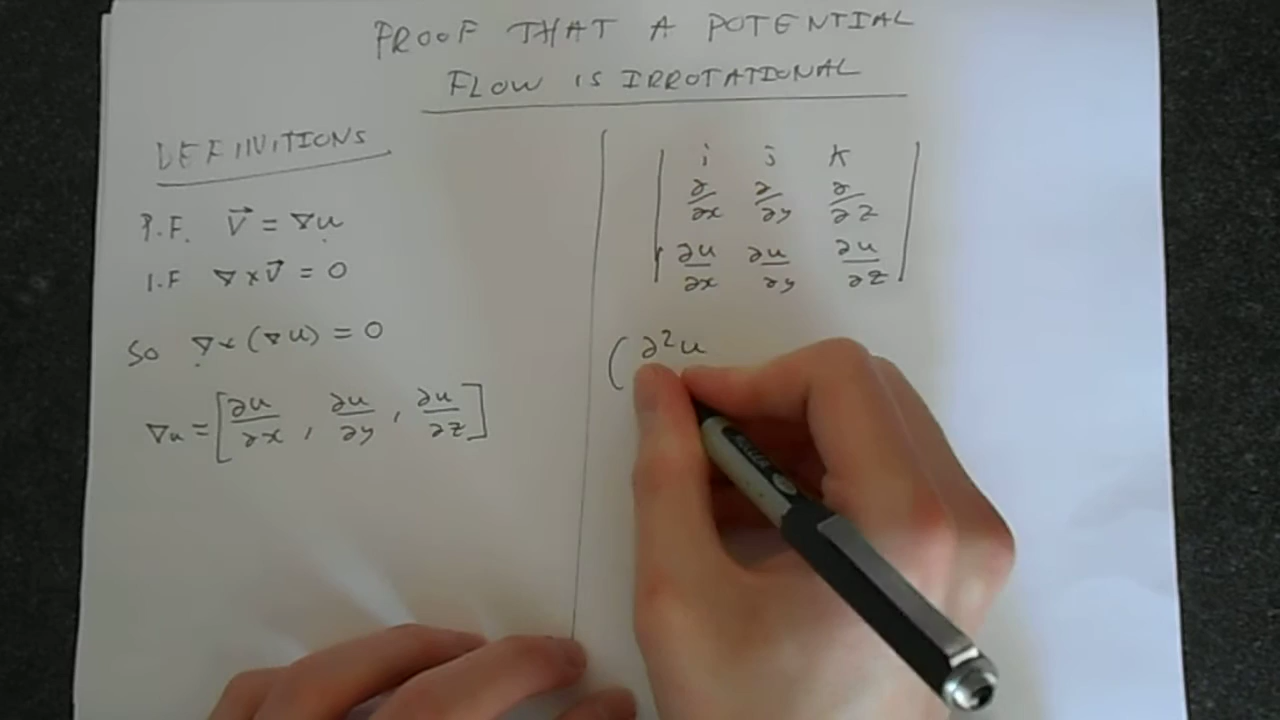 PROOF THAT A POTENTIAL
FLOW IS IRROTATIONAL
DEFINITIONS
P.F. V⃗ = ∇u
I.F ∇×V⃗ = 0
So ∇×(∇u) = 0
∇u = [∂u/∂x, ∂u/∂y, ∂u/∂z]
| i j k |
| ∂/∂x ∂/∂y ∂/∂z |
| ∂u/∂x ∂u/∂y ∂u/∂z |
(∂²u